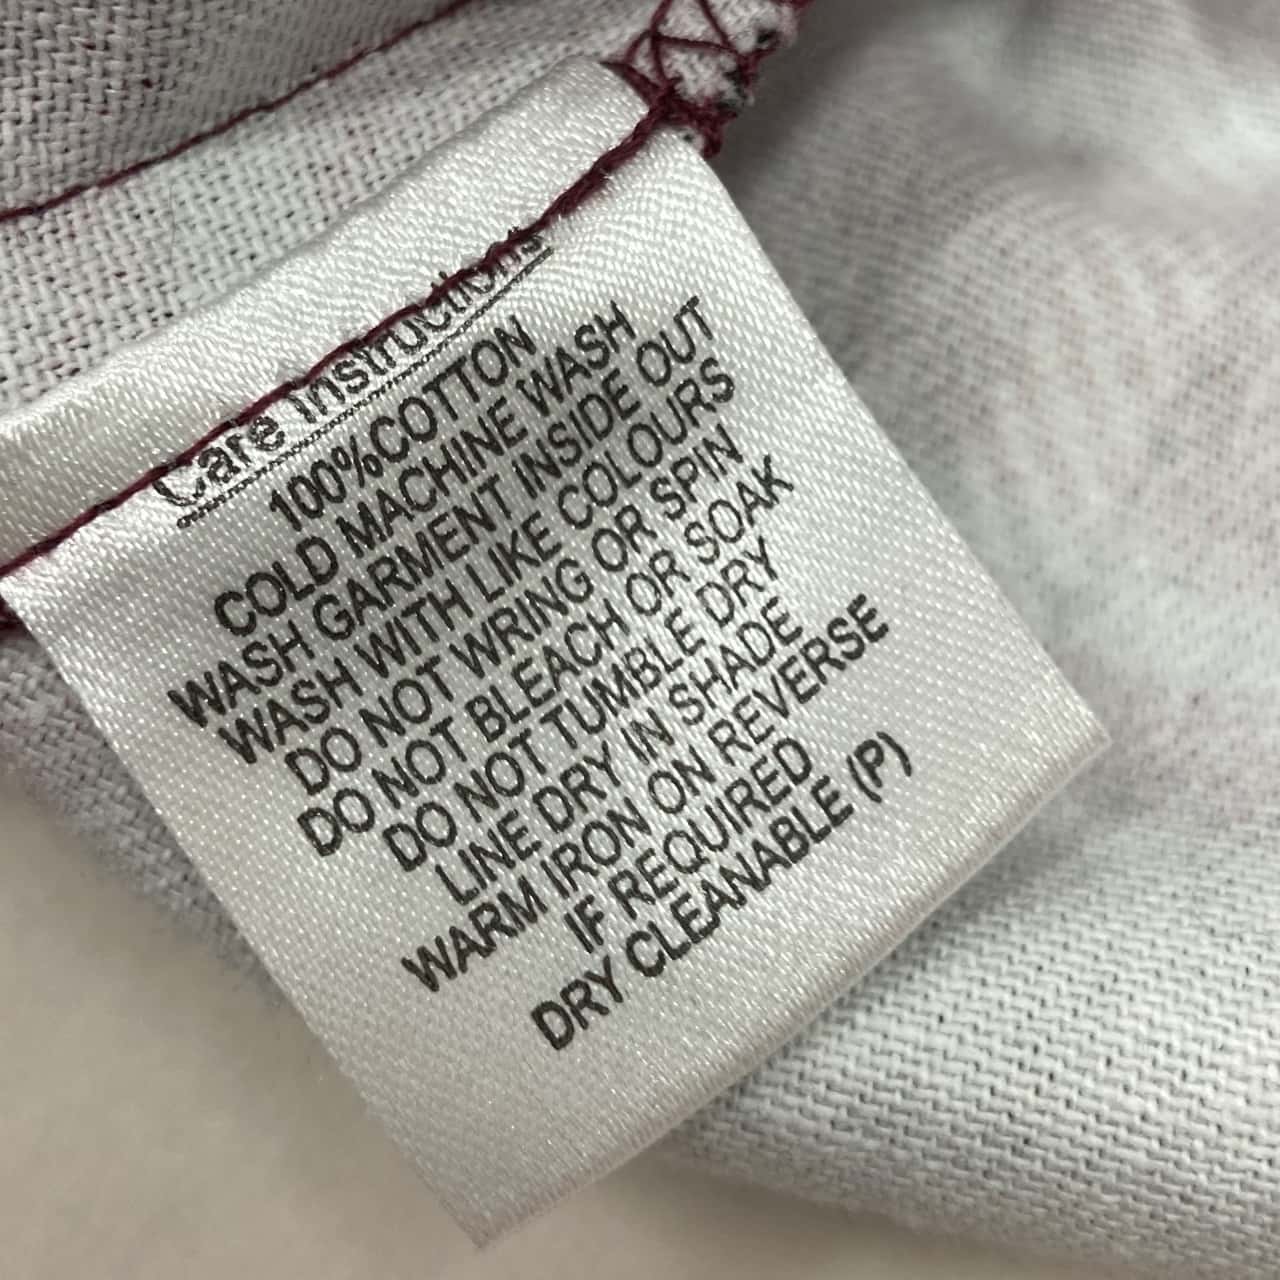 Care Instructions
100%COTTON
COLD MACHINE WASH
WASH GARMENT INSIDE OUT
WASH WITH LIKE COLOURS
DO NOT WRING OR SPIN
DO NOT BLEACH OR SOAK
DO NOT TUMBLE DRY
LINE DRY IN SHADE
WARM IRON ON REVERSE
IF REQUIRED
DRY CLEANABLE (P)